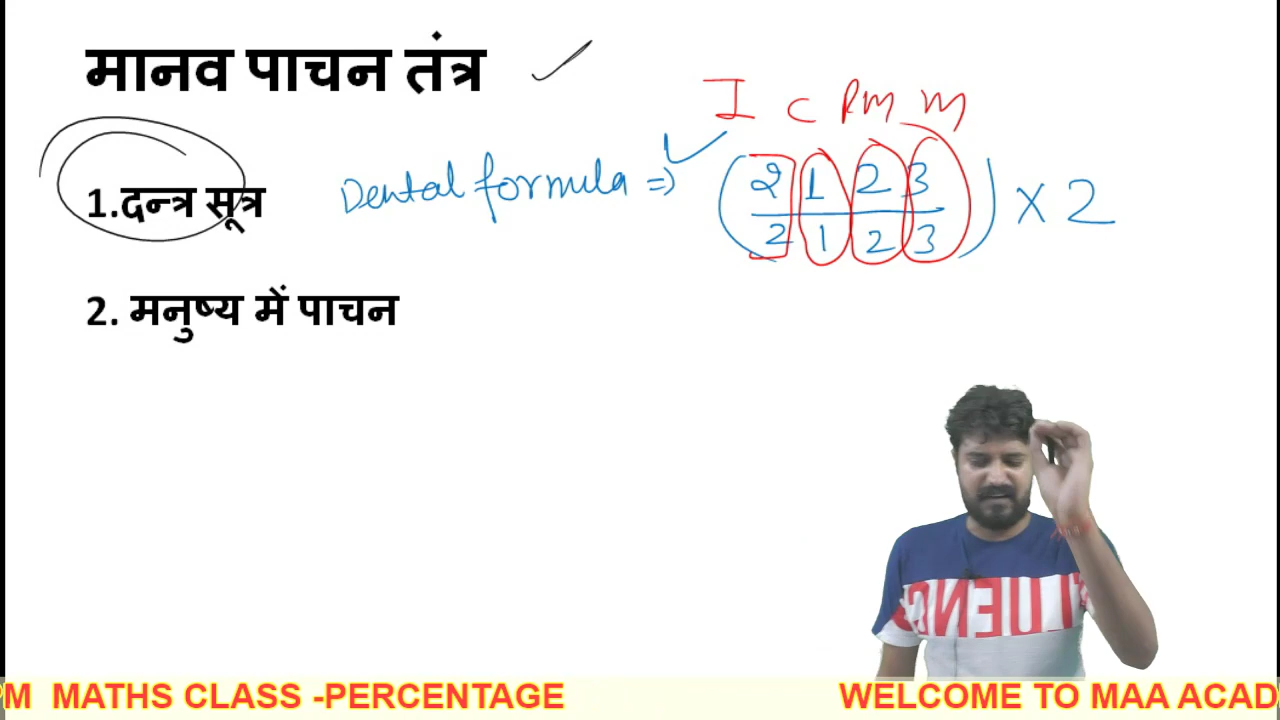 मानव पाचन तंत्र
I C PM M
1.दन्त्र सूत्र
Dental formula ⇒ (2 1 2 3 / 2 1 2 3) × 2
2. मनुष्य में पाचन
PM MATHS CLASS -PERCENTAGE WELCOME TO MAA ACAD